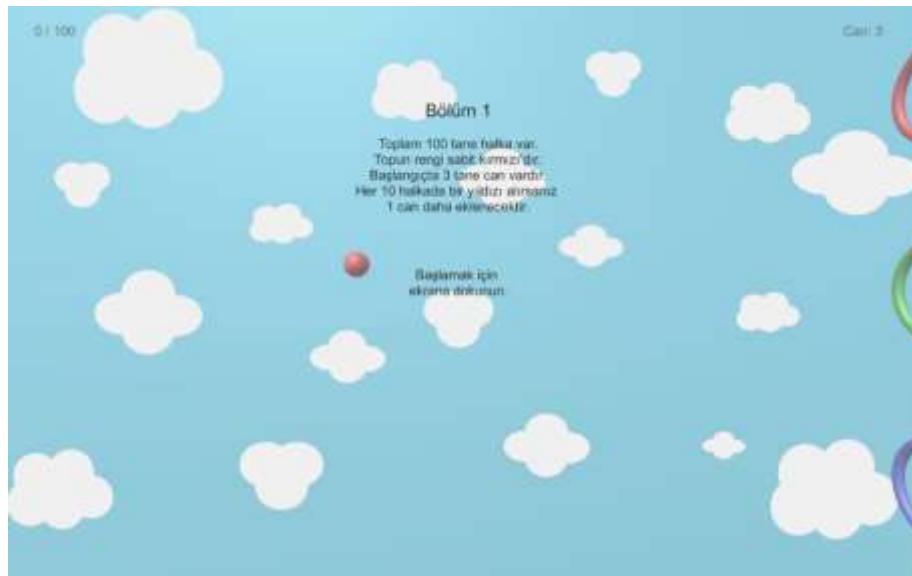 0 / 100
Can: 3
Bölüm 1
Toplam 100 tane halka var.
Topun rengi sabit kırmızı'dır.
Başlangıçta 3 tane can vardır.
Her 10 halkada bir yıldızı alırsanız
1 can daha eklenecektir.
Başlamak için
ekrana dokunun.